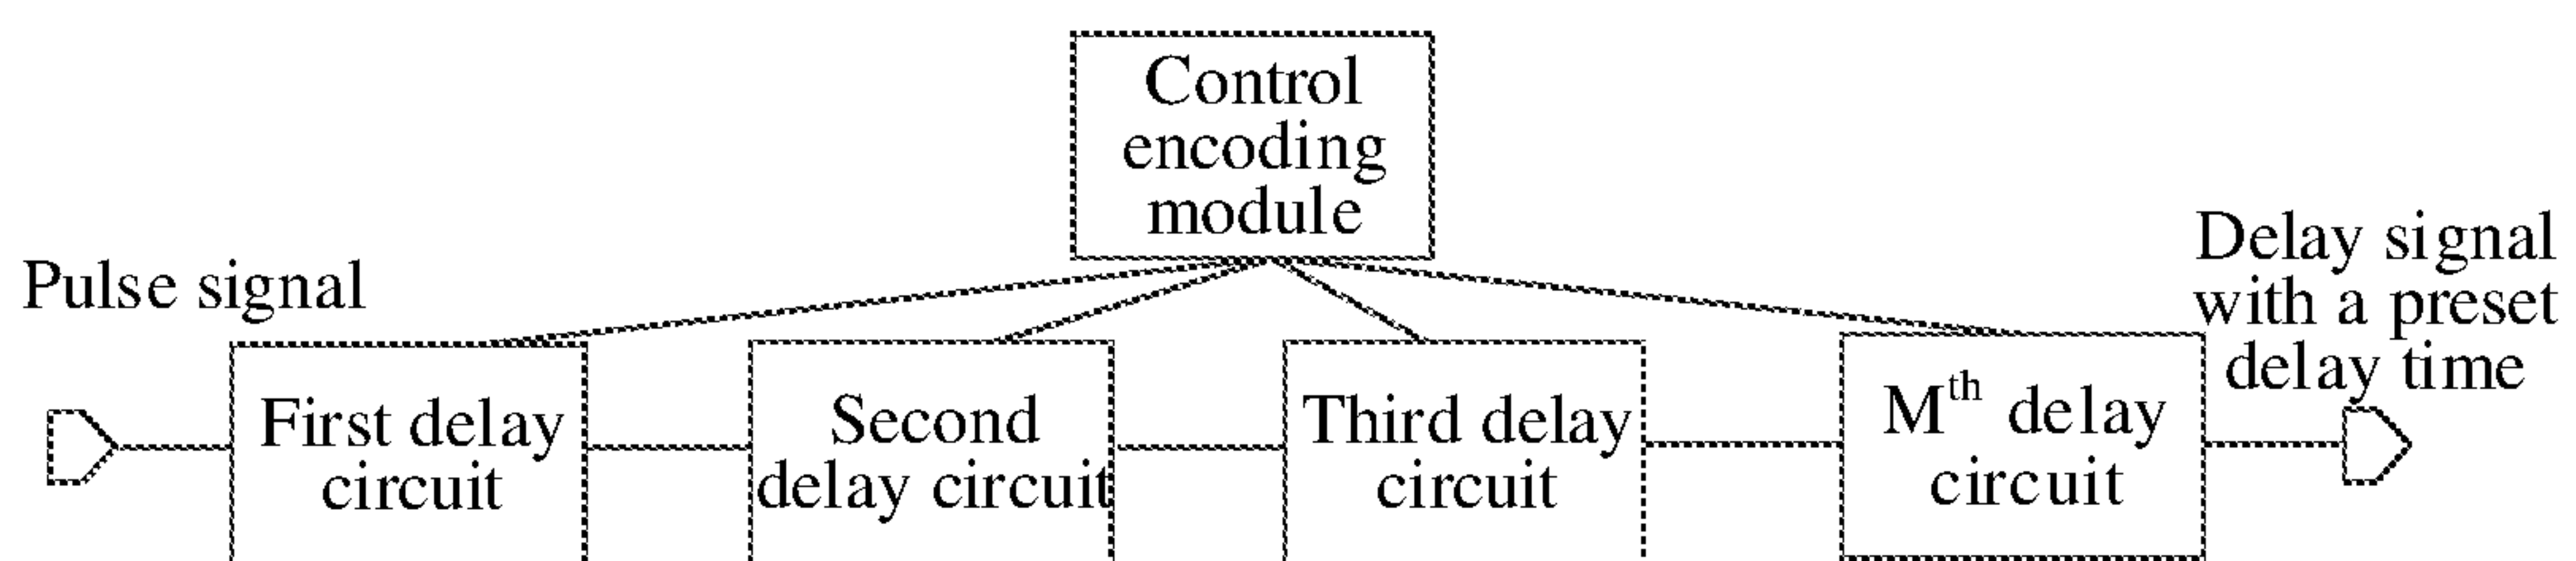 Control
encoding
module
Pulse signal
Delay signal
with a preset
delay time
First delay
circuit
Second
delay circuit
Third delay
circuit
Mth delay
circuit